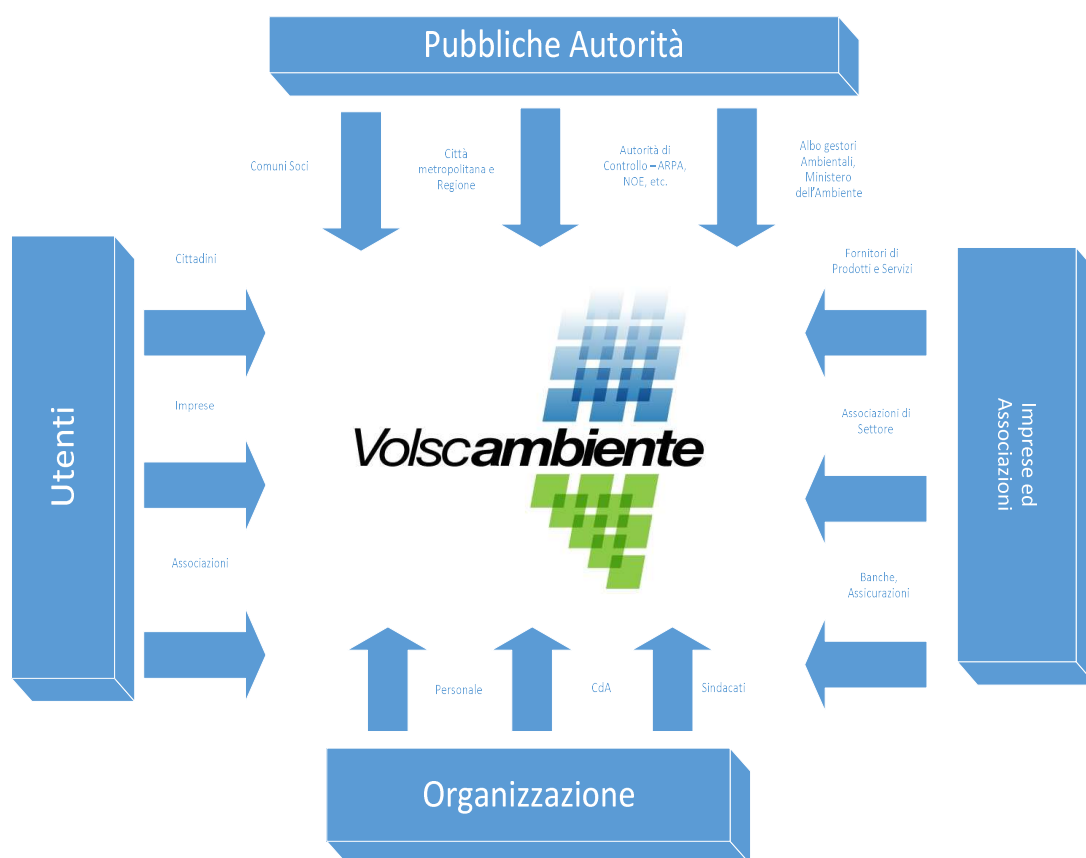 Pubbliche Autorità
Comuni Soci
Città
metropolitana e
Regione
Autorità di
Controllo – ARPA,
NOE, etc.
Albo gestori
Ambientali,
Ministero
dell'Ambiente
Utenti
Cittadini
Imprese
Associazioni
Volscambiente
Fornitori di
Prodotti e Servizi
Associazioni di
Settore
Banche,
Assicurazioni
Imprese ed
Associazioni
Personale
CdA
Sindacati
Organizzazione